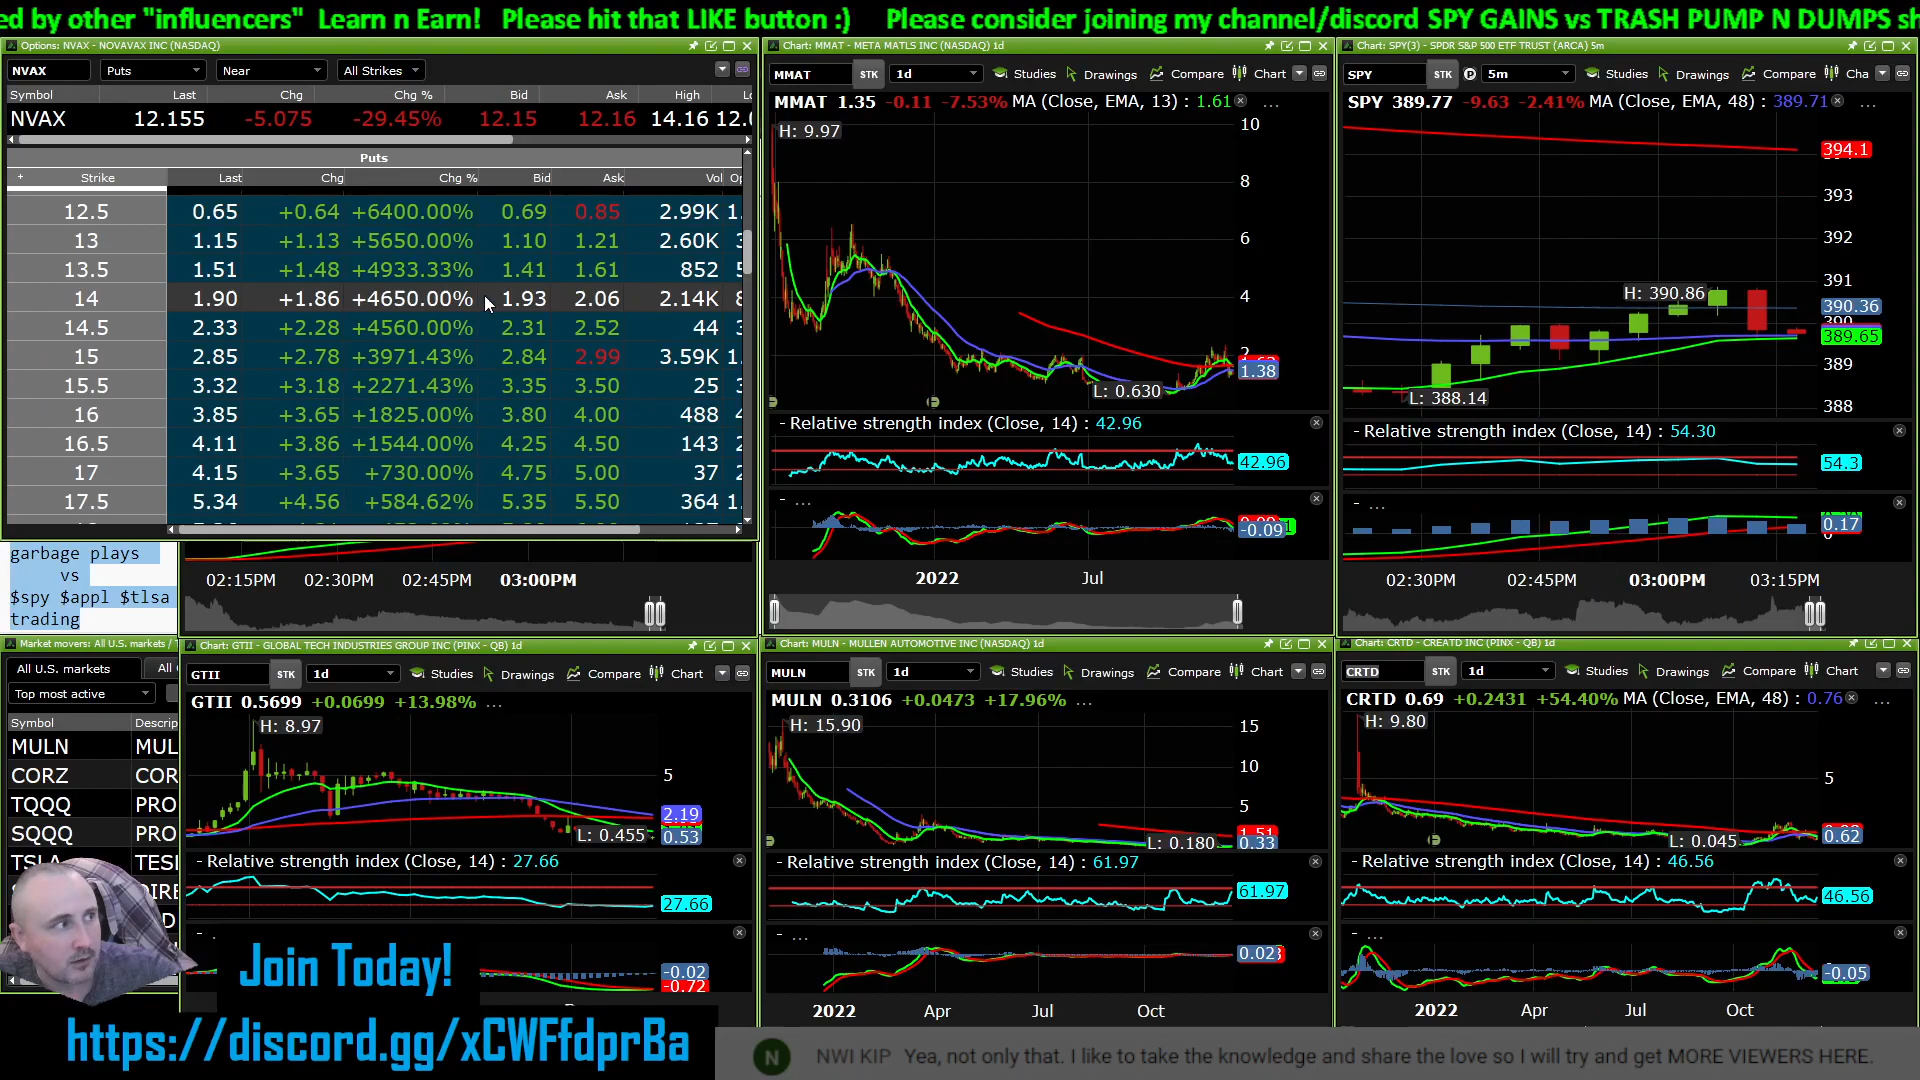 ed by other "influencers"  Learn n Earn!  Please hit that LIKE button :)  Please consider joining my channel/discord SPY GAINS vs TRASH PUMP N DUMPS sh
Options: NVAX - NOVAVAX INC (NASDAQ)
NVAX Puts Near All Strikes
Symbol Last Chg Chg % Bid Ask High
NVAX 12.155 -5.075 -29.45% 12.15 12.16 14.16
Puts
+ Strike Last Chg Chg % Bid Ask Vol
12.5 0.65 +0.64 +6400.00% 0.69 0.85 2.99K
13 1.15 +1.13 +5650.00% 1.10 1.21 2.60K
13.5 1.51 +1.48 +4933.33% 1.41 1.61 852
14 1.90 +1.86 +4650.00% 1.93 2.06 2.14K
14.5 2.33 +2.28 +4560.00% 2.31 2.52 44
15 2.85 +2.78 +3971.43% 2.84 2.99 3.59K
15.5 3.32 +3.18 +2271.43% 3.35 3.50 25
16 3.85 +3.65 +1825.00% 3.80 4.00 488
16.5 4.11 +3.86 +1544.00% 4.25 4.50 143
17 4.15 +3.65 +730.00% 4.75 5.00 37
17.5 5.34 +4.56 +584.62% 5.35 5.50 364
garbage plays
vs
$spy $appl $tlsa
trading
02:15PM 02:30PM 02:45PM 03:00PM
Chart: MMAT - META MATLS INC (NASDAQ) 1d
MMAT STK 1d Studies Drawings Compare Chart
MMAT 1.35 -0.11 -7.53% MA (Close, EMA, 13) : 1.61 ...
H: 9.97
10
8
6
4
2
1.38
L: 0.630
- Relative strength index (Close, 14) : 42.96
42.96
- ...
-0.09
2022 Jul
Chart: SPY(3) - SPDR S&P 500 ETF TRUST (ARCA) 5m
SPY STK P 5m Studies Drawings Compare Cha
SPY 389.77 -9.63 -2.41% MA (Close, EMA, 48) : 389.71 ...
394.1
393
392
391
H: 390.86
390.36
389.65
389
L: 388.14
388
- Relative strength index (Close, 14) : 54.30
54.3
- ...
0.17
02:30PM 02:45PM 03:00PM 03:15PM
Market movers: All U.S. markets / T
All U.S. markets All
Top most active
Symbol Descrip
MULN MUL
CORZ COR
TQQQ PRO
SQQQ PRO
TSLA TESI
Chart: GTII - GLOBAL TECH INDUSTRIES GROUP INC (PINX - QB) 1d
GTII STK 1d Studies Drawings Compare Chart
GTII 0.5699 +0.0699 +13.98% ...
H: 8.97
5
2.19
0.53
L: 0.455
- Relative strength index (Close, 14) : 27.66
27.66
- ...
-0.02
-0.72
Chart: MULN - MULLEN AUTOMOTIVE INC (NASDAQ) 1d
MULN STK 1d Studies Drawings Compare Chart
MULN 0.3106 +0.0473 +17.96% ...
H: 15.90
15
10
5
1.51
0.33
L: 0.180
- Relative strength index (Close, 14) : 61.97
61.97
- ...
0.02
2022 Apr Jul Oct
Chart: CRTD - CREATD INC (PINX - QB) 1d
CRTD STK 1d Studies Drawings Compare Chart
CRTD 0.69 +0.2431 +54.40% MA (Close, EMA, 48) : 0.76 ...
H: 9.80
5
0.62
L: 0.045
- Relative strength index (Close, 14) : 46.56
46.56
- ...
-0.05
2022 Apr Jul Oct
Join Today!
https://discord.gg/xCWFfdprBa
N NWI KIP Yea, not only that. I like to take the knowledge and share the love so I will try and get MORE VIEWERS HERE.